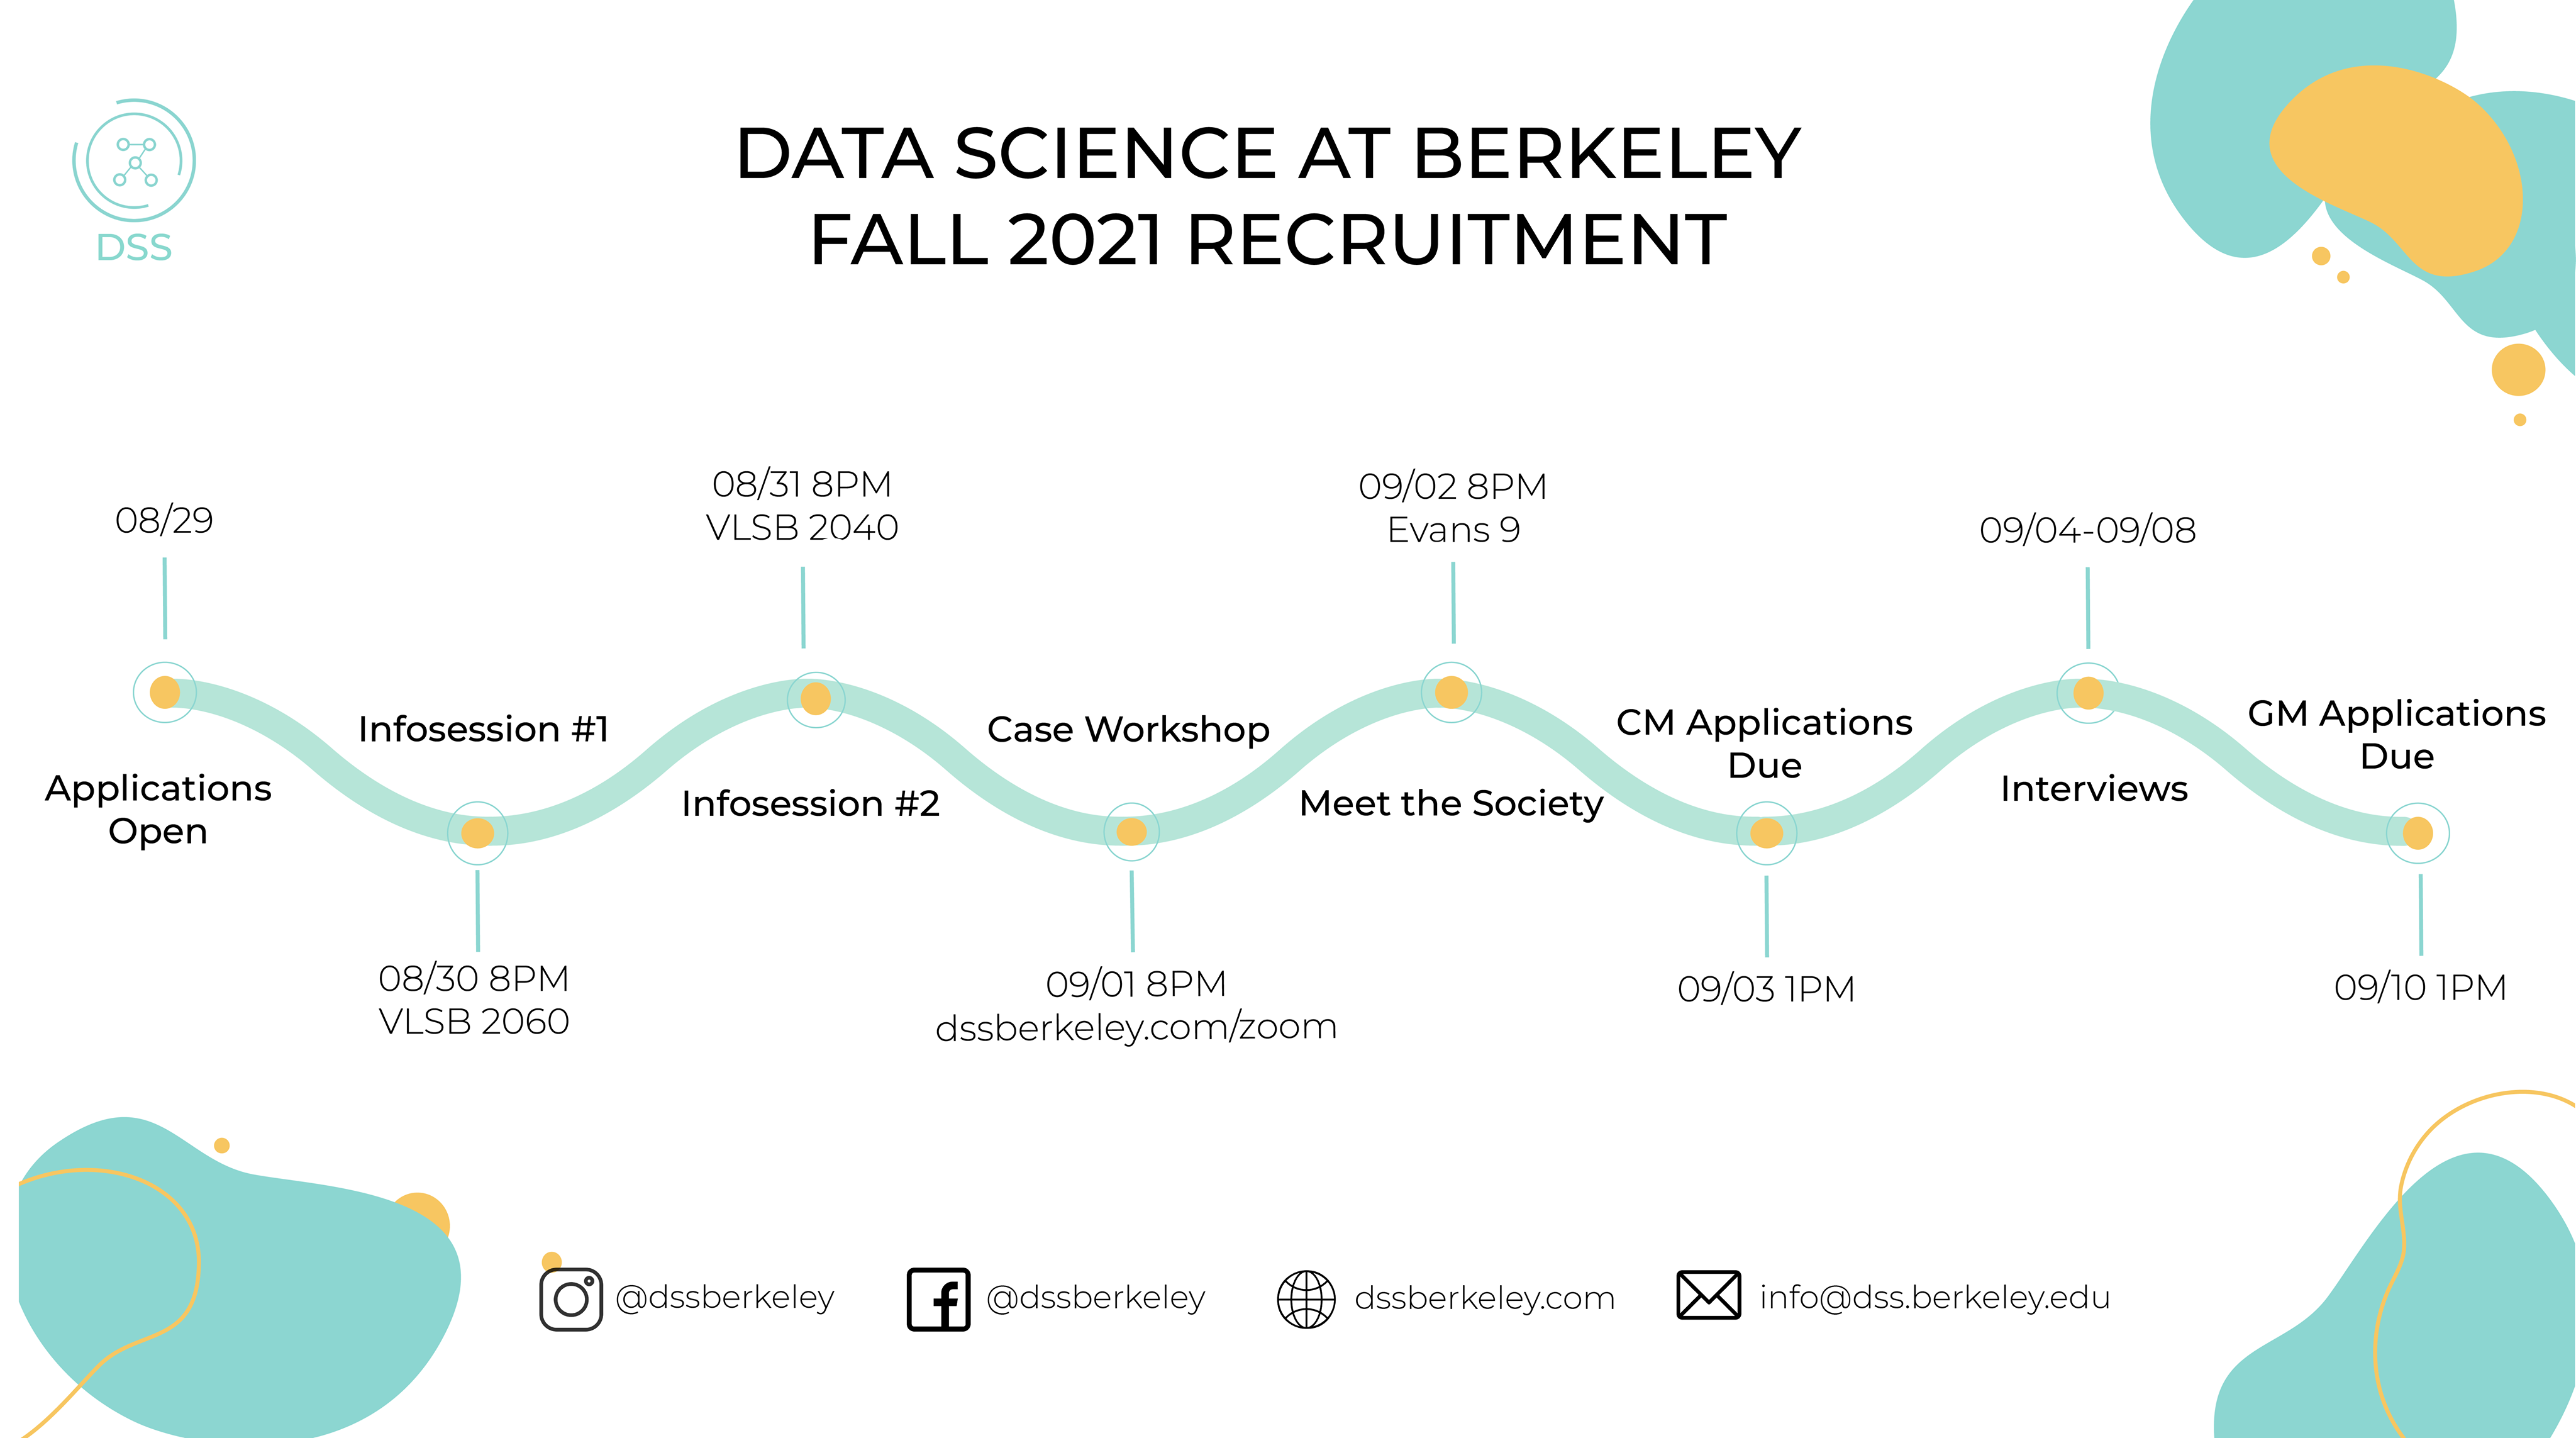 DSS
DATA SCIENCE AT BERKELEY
FALL 2021 RECRUITMENT
08/29
Applications
Open
Infosession #1
08/30 8PM
VLSB 2060
08/31 8PM
VLSB 2040
Infosession #2
Case Workshop
09/01 8PM
dssberkeley.com/zoom
09/02 8PM
Evans 9
Meet the Society
CM Applications
Due
09/03 1PM
09/04-09/08
Interviews
GM Applications
Due
09/10 1PM
@dssberkeley
@dssberkeley
dssberkeley.com
info@dss.berkeley.edu